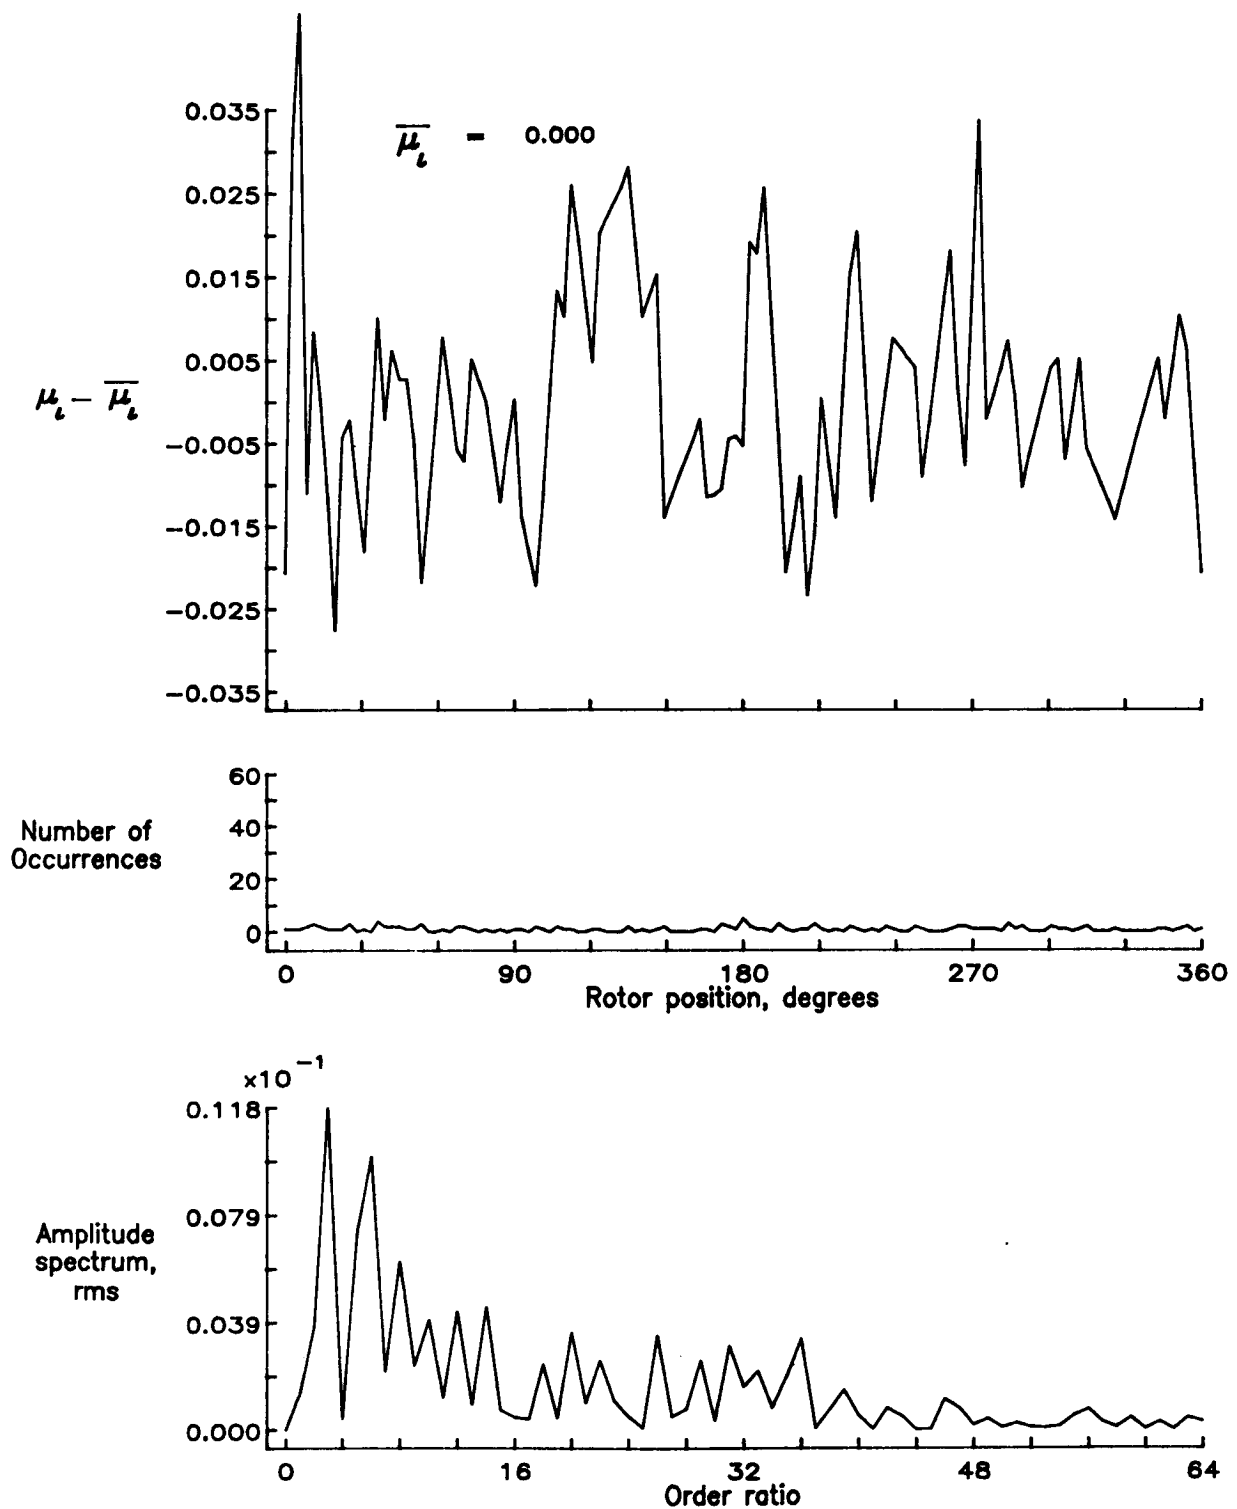 0.035
μ̅ᵢ = 0.000
0.025
0.015
0.005
μᵢ − μ̅ᵢ
−0.005
−0.015
−0.025
−0.035
60
Number of
Occurrences
40
20
0
0 90 180 270 360
Rotor position, degrees
×10⁻¹
0.118
0.079
Amplitude
spectrum,
rms
0.039
0.000
0 16 32 48 64
Order ratio